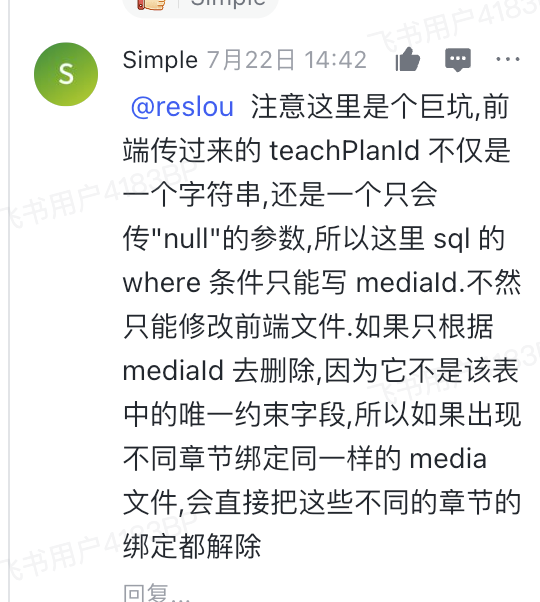 Simple
S
Simple 7月22日 14:42
@reslou 注意这里是个巨坑,前
端传过来的 teachPlanId 不仅是
一个字符串,还是一个只会
传"null"的参数,所以这里 sql 的
where 条件只能写 mediaId.不然
只能修改前端文件.如果只根据
mediaId 去删除,因为它不是该表
中的唯一约束字段,所以如果出现
不同章节绑定同一样的 media
文件,会直接把这些不同的章节的
绑定都解除
回复...